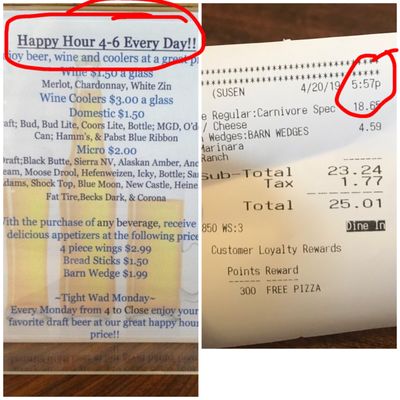 Happy Hour 4-6 Every Day!!
joy beer, wine and coolers at a great
Wine $1.50 a glass
Merlot, Chardonnay, White Zin
Wine Coolers $3.00 a glass
Domestic $1.50
aft; Bud, Bud Lite, Coors Lite, Bottle; MGD, O'd
Can; Hamm's, & Pabst Blue Ribbon
Micro $2.00
Draft; Black Butte, Sierra NV, Alaskan Amber,
eam, Moose Drool, Hefenweizen, Icky, Bottle;
Adams, Shock Top, Blue Moon, New Castle, Heine
Fat Tire, Becks Dark, & Corona
With the purchase of any beverage, receive
delicious appetizers at the following price
4 piece wings $2.99
Bread Sticks $1.50
Barn Wedge $1.99
~Tight Wad Monday~
Every Monday from 4 to Close enjoy your
favorite draft beer at our great happy hour
price!!
(SUSEN 4/20/19 5:57p
e Regular:Carnivore Spec 18.65
/ Cheese
Wedges:BARN WEDGES 4.59
Marinara
Ranch
Sub-Total 23.24
Tax 1.77
Total 25.01
850 WS:3 Dine In
Customer Loyalty Rewards
Points Reward
300 FREE PIZZA